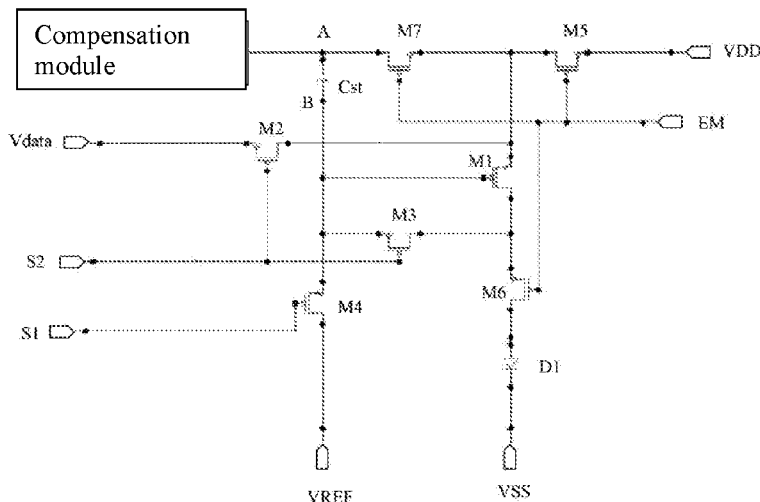 Compensation
module
A
M7
M5
VDD
B
Cst
EM
Vdata
M2
M1
M3
S2
M6
M4
S1
D1
VREF
VSS